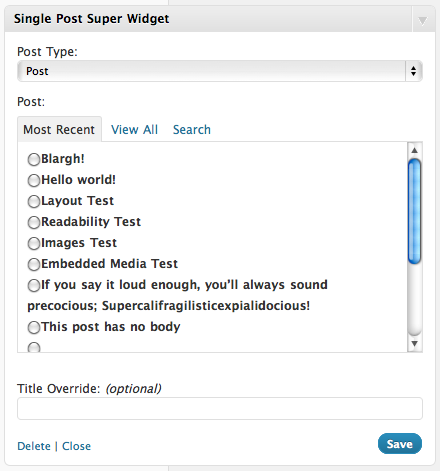 Single Post Super Widget
Post Type:
Post
Post:
Most Recent View All Search
Blargh!
Hello world!
Layout Test
Readability Test
Images Test
Embedded Media Test
If you say it loud enough, you'll always sound
precocious; Supercalifragilisticexpialidocious!
This post has no body
Title Override: (optional)
Delete | Close Save